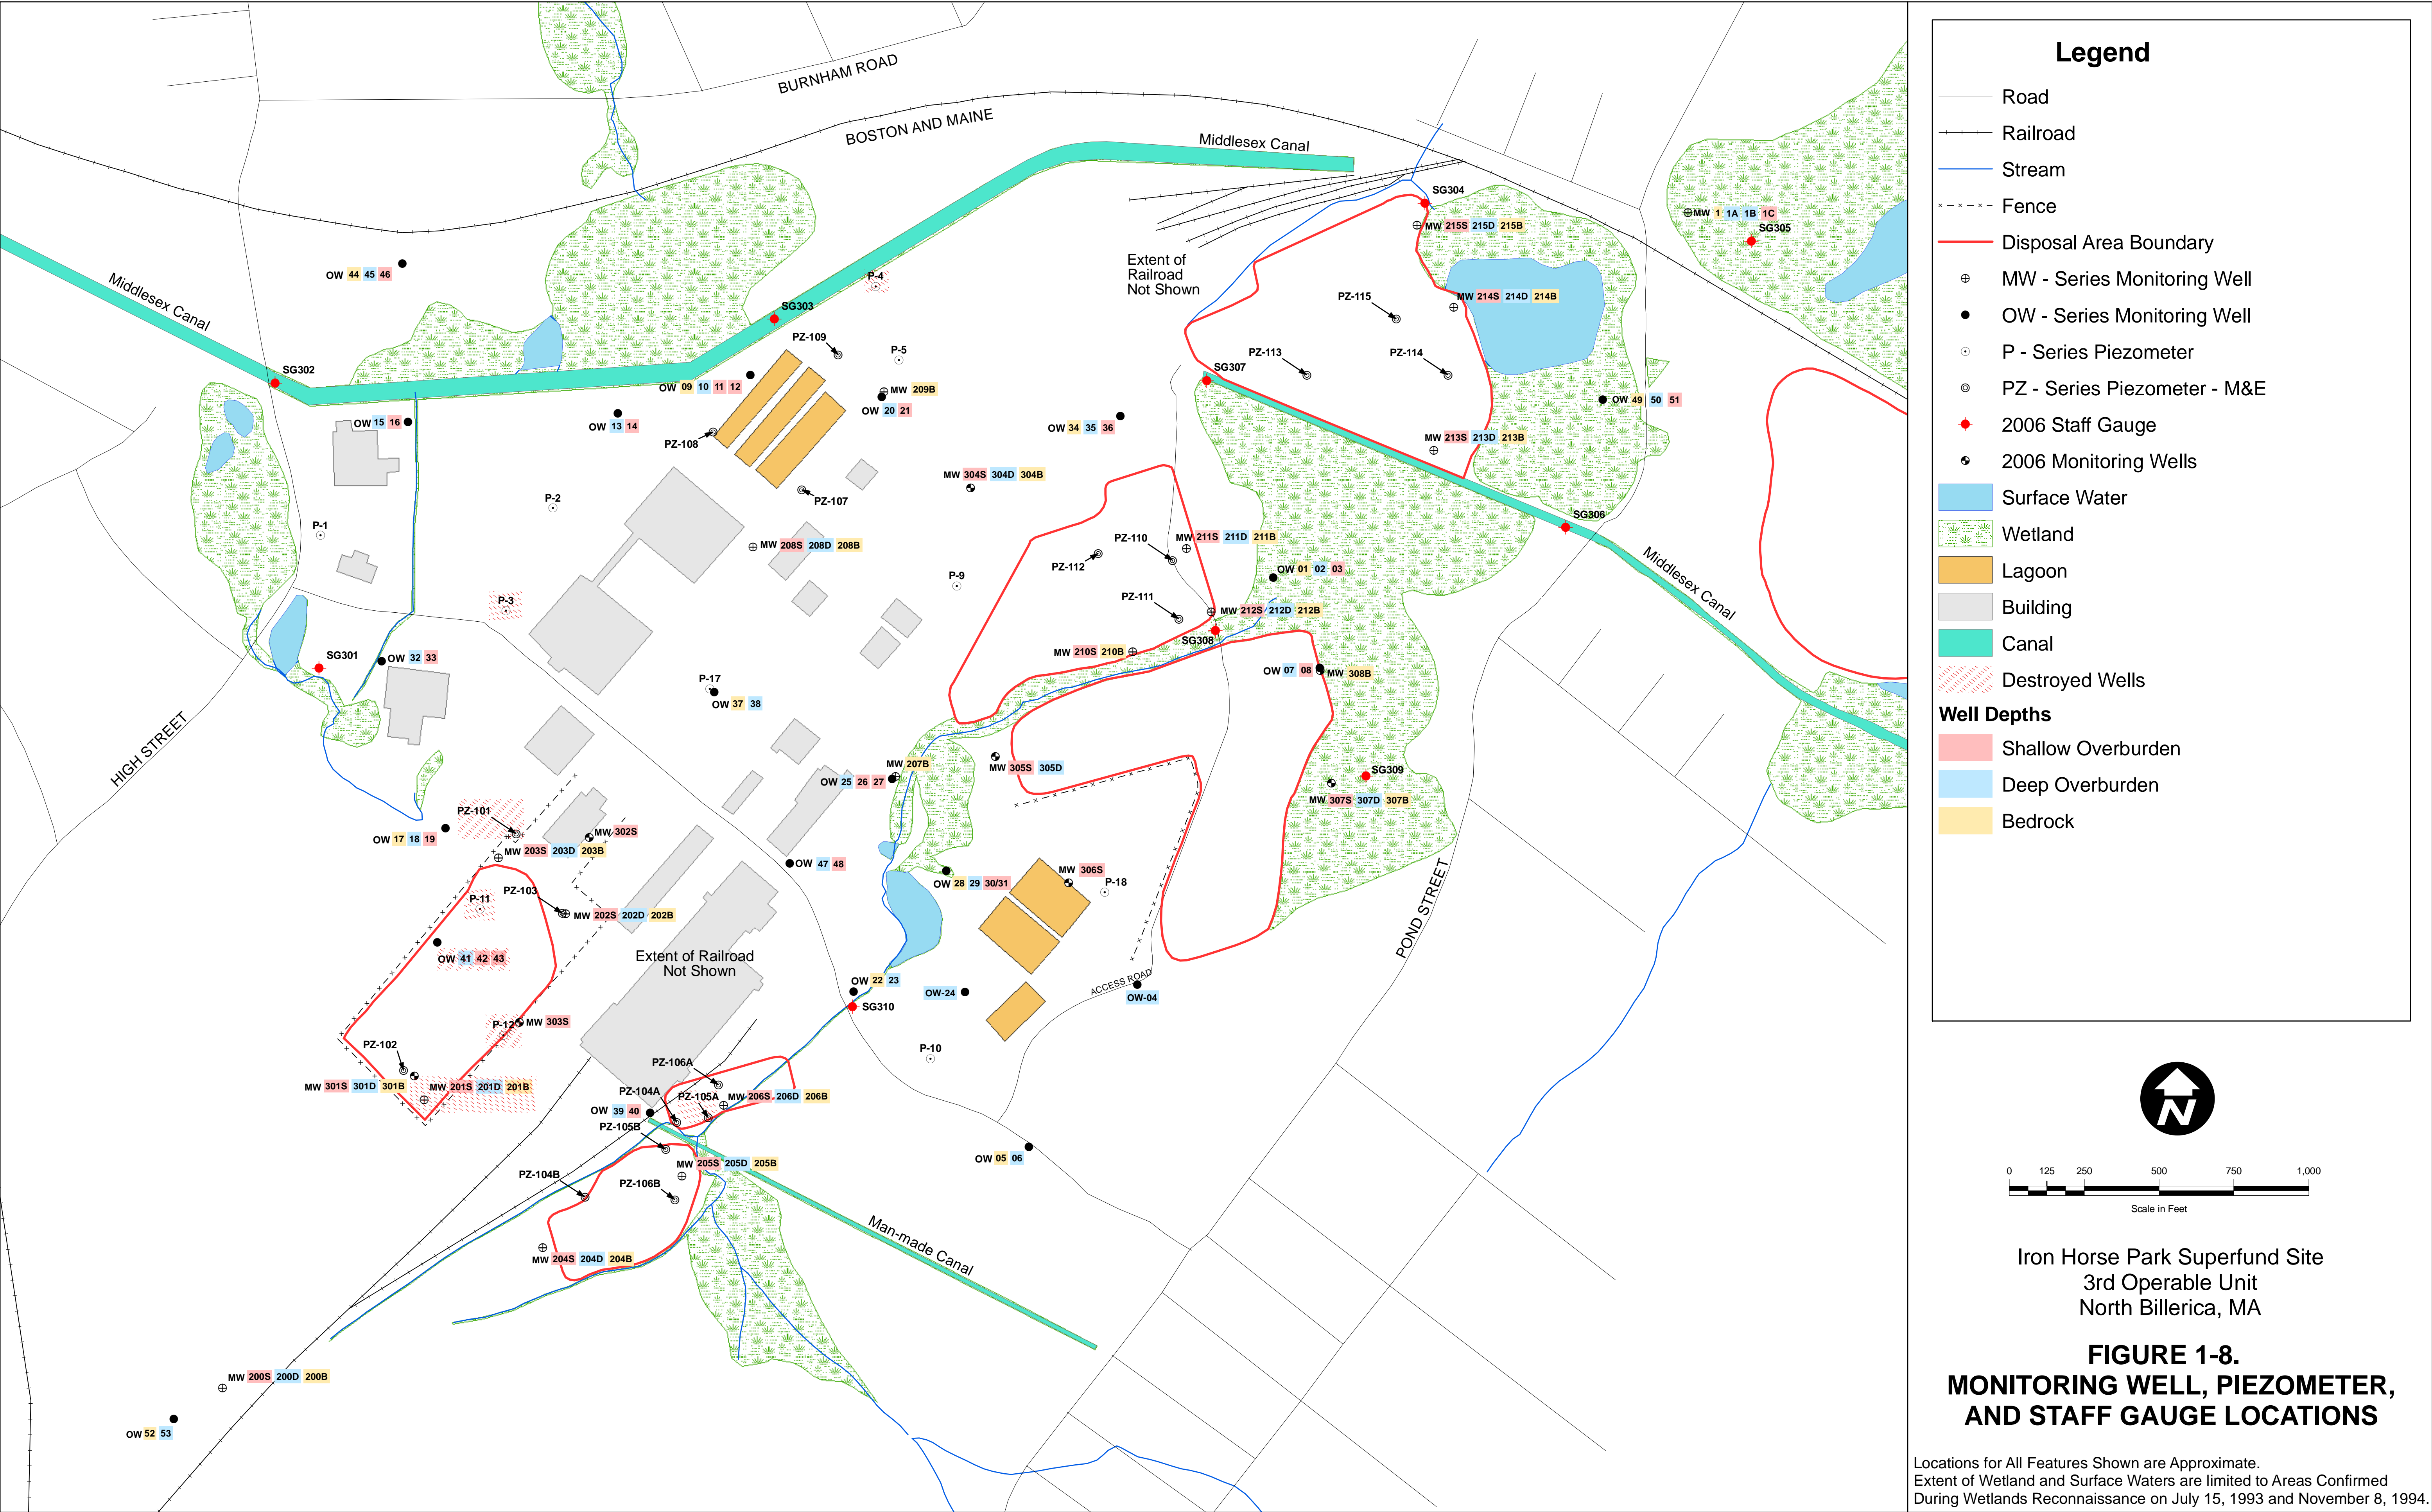 BURNHAM ROAD
BOSTON AND MAINE
Middlesex Canal
SG304
MW 215S 215D 215B
MW 1 1A 1B 1C
SG305
Extent of
Railroad
Not Shown
OW 44 45 46
Middlesex Canal
P-4
SG303
PZ-115
MW 214S 214D 214B
PZ-109
P-5
PZ-113
PZ-114
SG302
SG307
OW 09 10 11 12
MW 209B
OW 20 21
OW 49 50 51
OW 15 16
OW 13 14
PZ-108
OW 34 35 36
MW 213S 213D 213B
MW 304S 304D 304B
P-2
PZ-107
P-1
SG306
MW 208S 208D 208B
PZ-110
MW 211S 211D 211B
PZ-112
OW 01 02 03
Middlesex Canal
P-9
P-3
PZ-111
MW 212S 212D 212B
SG308
SG301
OW 32 33
MW 210S 210B
OW 07 08
MW 308B
P-17
OW 37 38
HIGH STREET
MW 207B
OW 25 26 27
MW 305S 305D
SG309
MW 307S 307D 307B
PZ-101
OW 17 18 19
MW 302S
MW 203S 203D 203B
OW 47 48
OW 28 29 30/31
MW 306S
P-18
PZ-103
P-11
MW 202S 202D 202B
POND STREET
OW 41 42 43
Extent of Railroad
Not Shown
OW 22 23
OW-24
ACCESS ROAD
OW-04
SG310
P-12
MW 303S
PZ-102
P-10
MW 301S 301D 301B
MW 201S 201D 201B
PZ-106A
PZ-104A
PZ-105A
MW 206S 206D 206B
OW 39 40
PZ-105B
OW 05 06
MW 205S 205D 205B
PZ-104B
PZ-106B
Man-made Canal
MW 204S 204D 204B
MW 200S 200D 200B
OW 52 53
Legend
Road
Railroad
Stream
Fence
Disposal Area Boundary
MW - Series Monitoring Well
OW - Series Monitoring Well
P - Series Piezometer
PZ - Series Piezometer - M&E
2006 Staff Gauge
2006 Monitoring Wells
Surface Water
Wetland
Lagoon
Building
Canal
Destroyed Wells
Well Depths
Shallow Overburden
Deep Overburden
Bedrock
N
0 125 250 500 750 1,000
Scale in Feet
Iron Horse Park Superfund Site
3rd Operable Unit
North Billerica, MA
FIGURE 1-8.
MONITORING WELL, PIEZOMETER,
AND STAFF GAUGE LOCATIONS
Locations for All Features Shown are Approximate.
Extent of Wetland and Surface Waters are limited to Areas Confirmed
During Wetlands Reconnaissance on July 15, 1993 and November 8, 1994.